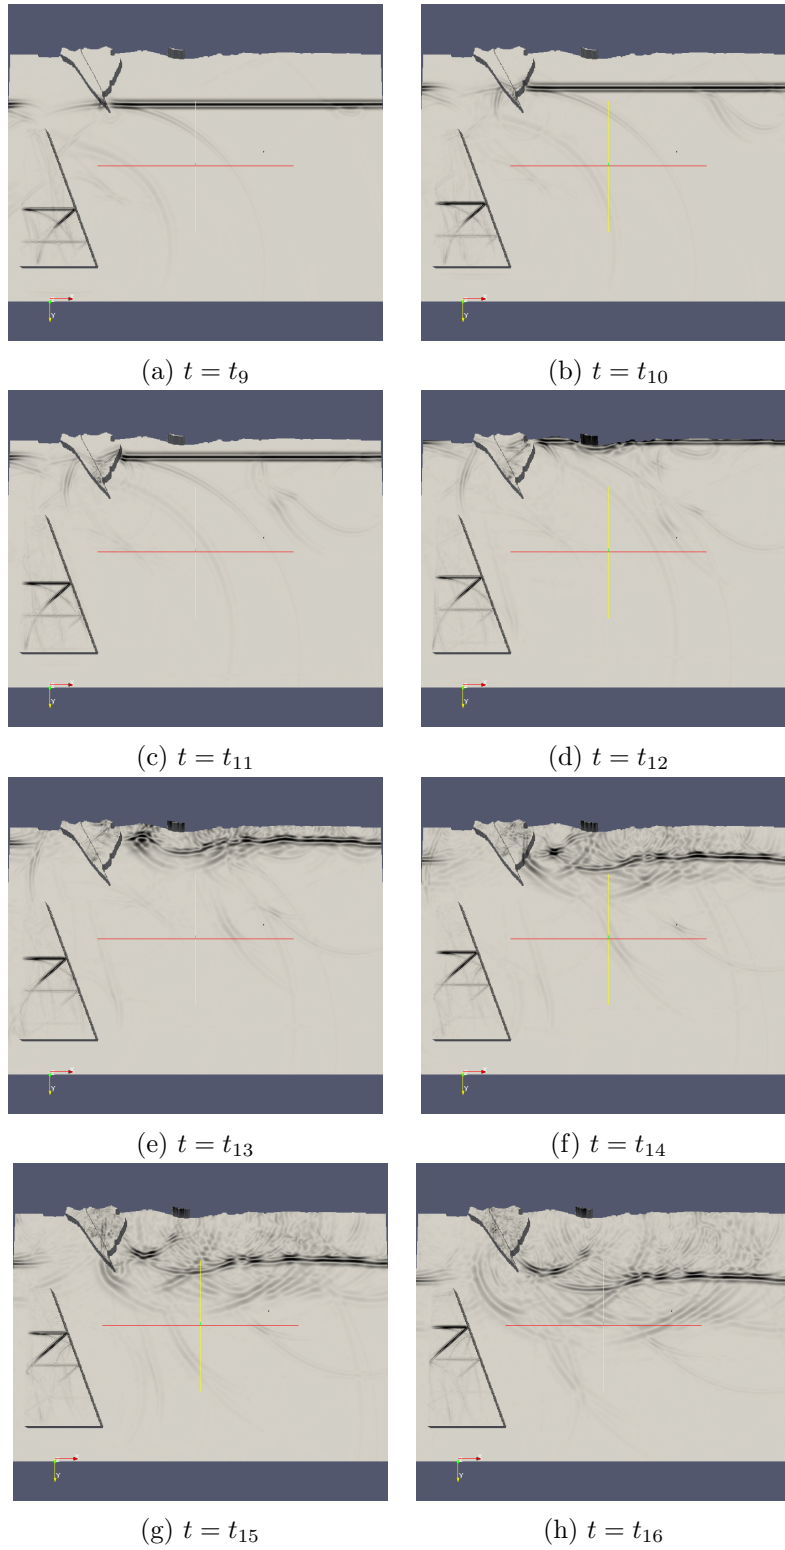 (a) t = t₉
(b) t = t₁₀
Y
Y
(c) t = t₁₁
(d) t = t₁₂
Y
Y
(e) t = t₁₃
(f) t = t₁₄
Y
Y
(g) t = t₁₅
(h) t = t₁₆